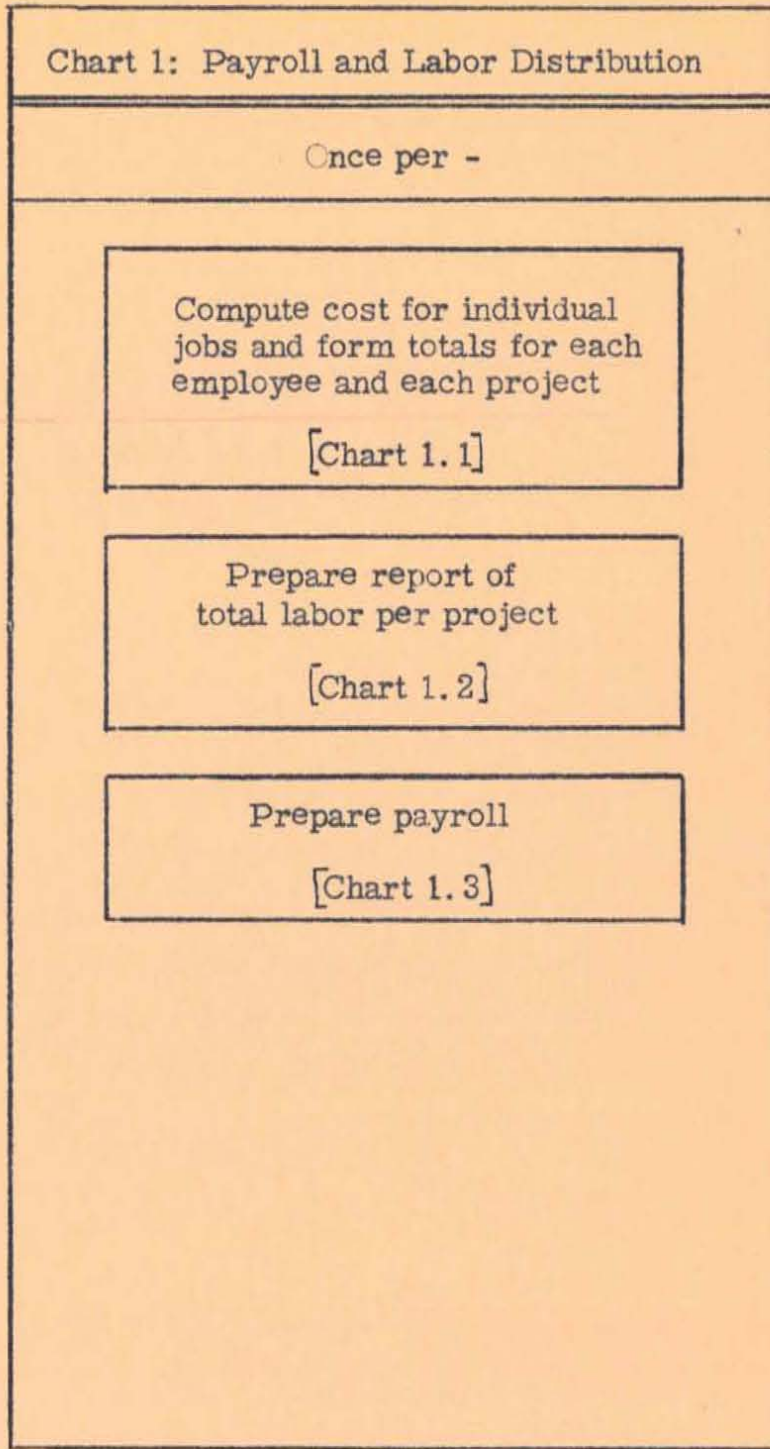 Chart 1: Payroll and Labor Distribution
Once per -
Compute cost for individual
jobs and form totals for each
employee and each project
[Chart 1.1]
Prepare report of
total labor per project
[Chart 1.2]
Prepare payroll
[Chart 1.3]